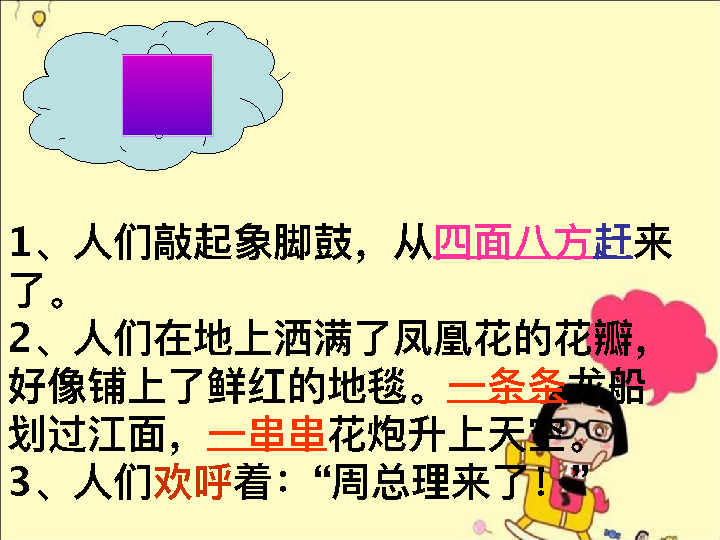 1、人们敲起象脚鼓，从四面八方赶来
了。
2、人们在地上洒满了凤凰花的花瓣，
好像铺上了鲜红的地毯。一条条龙船
划过江面，一串串花炮升上天空。
3、人们欢呼着：“周总理来了！”